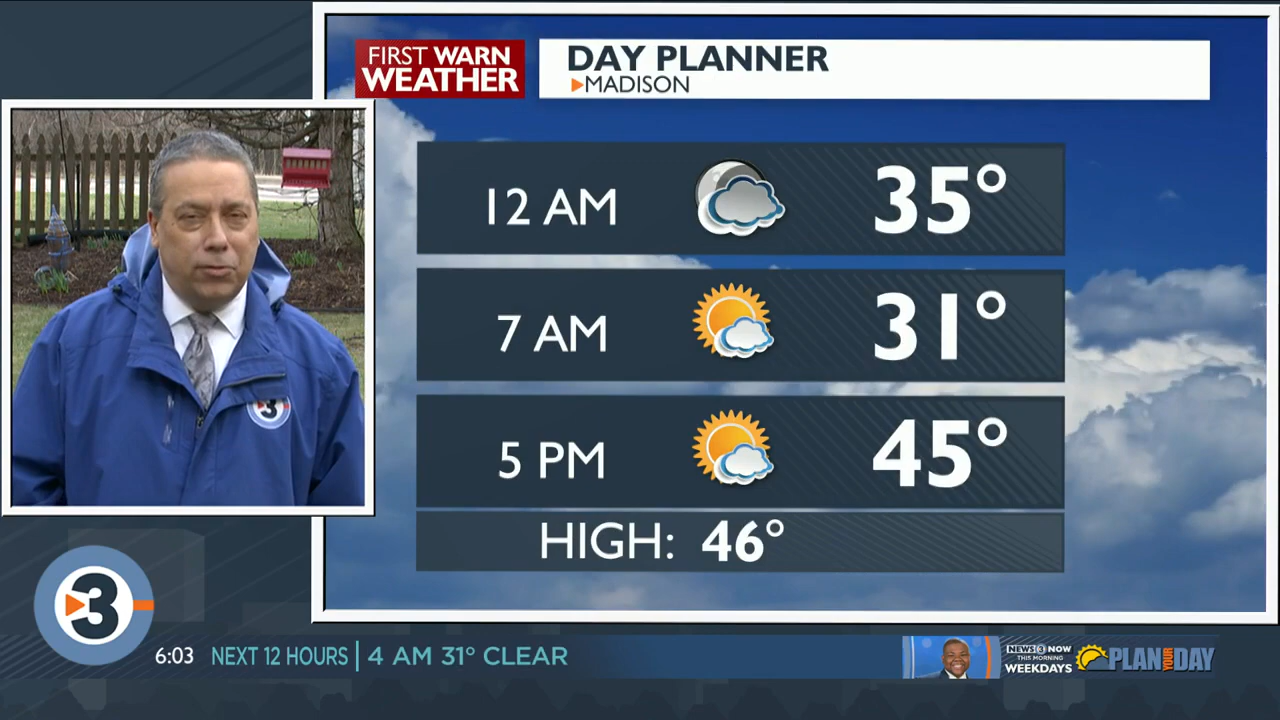 FIRST WARN
WEATHER
DAY PLANNER
MADISON
12 AM 35°
7 AM 31°
5 PM 45°
HIGH: 46°
3
3
6:03 NEXT 12 HOURS | 4 AM 31° CLEAR
NEWS 3 NOW
THIS MORNING
WEEKDAYS
PLAN YOUR DAY